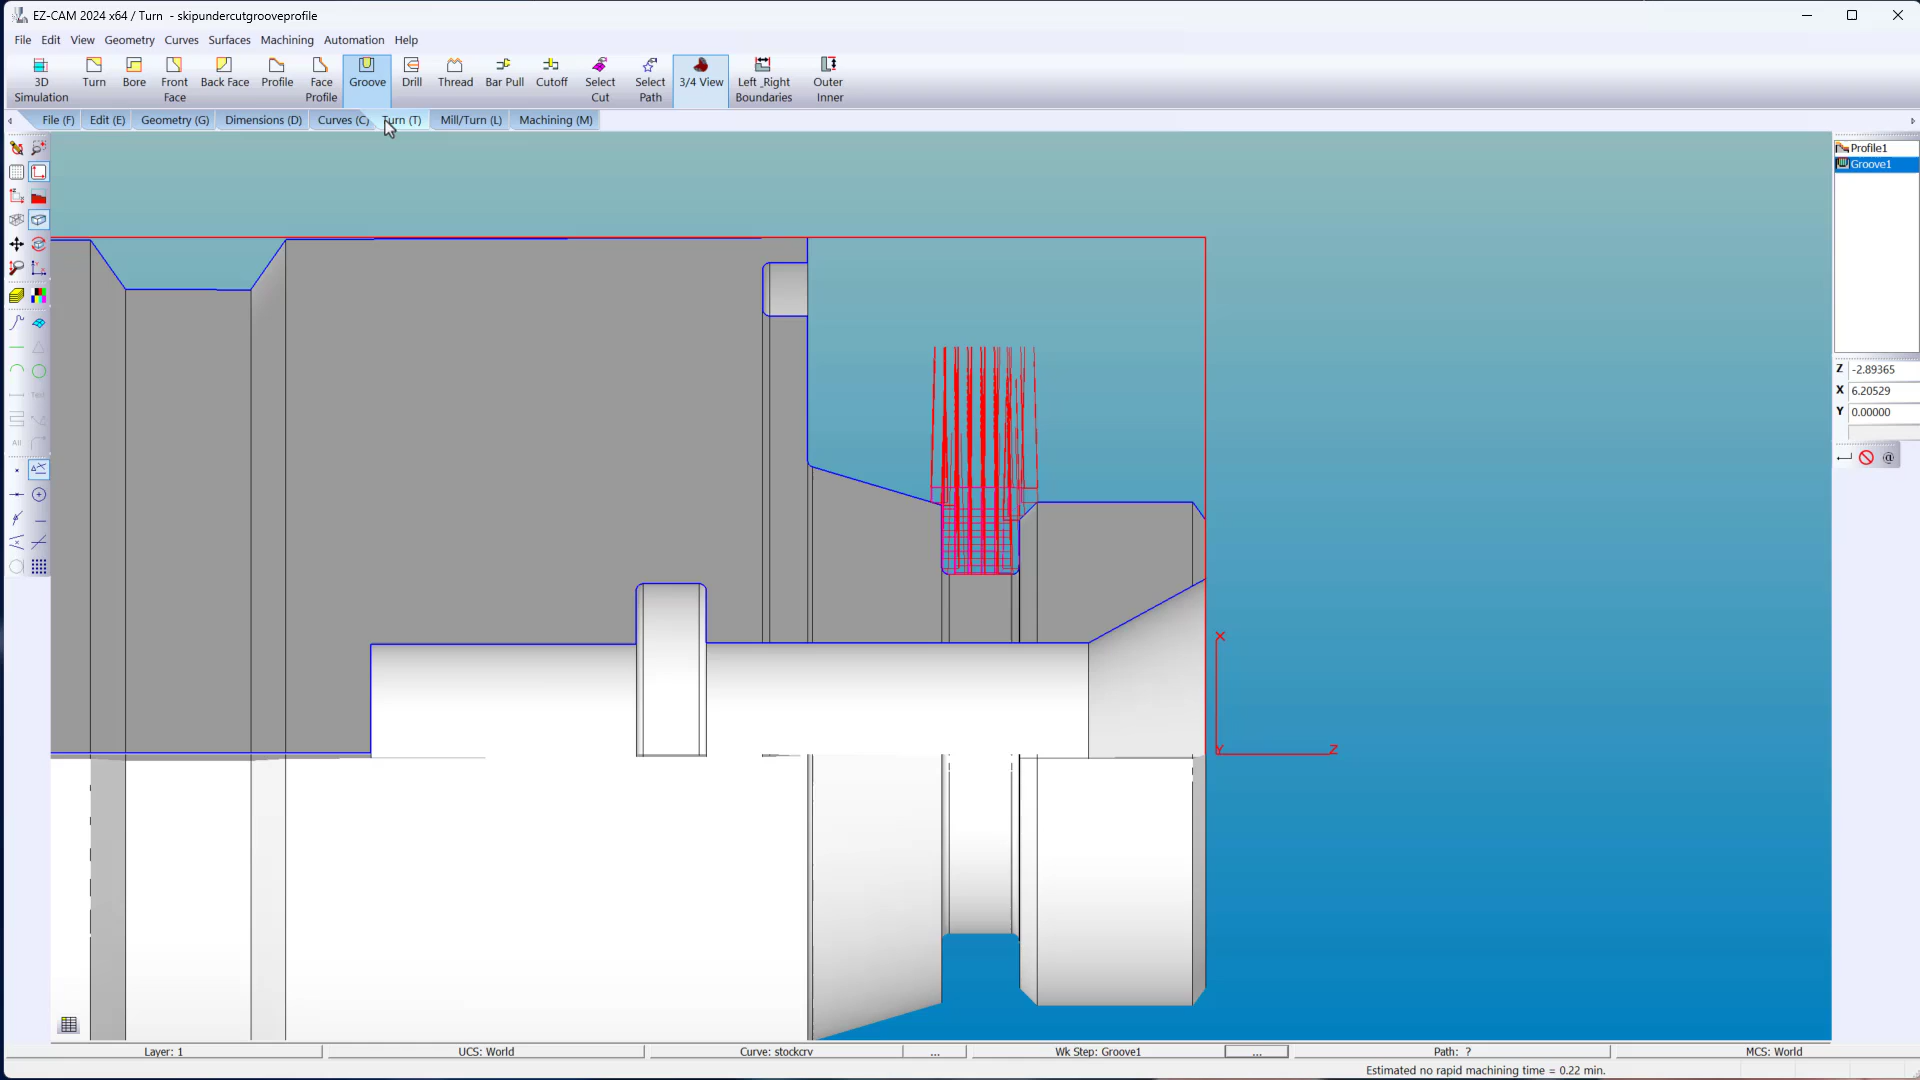 EZ-CAM 2024 x64 / Turn - skipundercutgrooveprofile
File Edit View Geometry Curves Surfaces Machining Automation Help
3D Simulation
Turn
Bore
Front Face
Back Face
Profile
Face Profile
Groove
Drill
Thread
Bar Pull
Cutoff
Select Cut
Select Path
3/4 View
Left _Right Boundaries
Outer Inner
File (F) Edit (E) Geometry (G) Dimensions (D) Curves (C) Turn (T) Mill/Turn (L) Machining (M)
Profile1
Groove1
Z -2.89365
X 6.20529
Y 0.00000
All
X
Y Z
Layer: 1 UCS: World Curve: stockcrv ... Wk Step: Groove1 ... Path: ? MCS: World
Estimated no rapid machining time = 0.22 min.